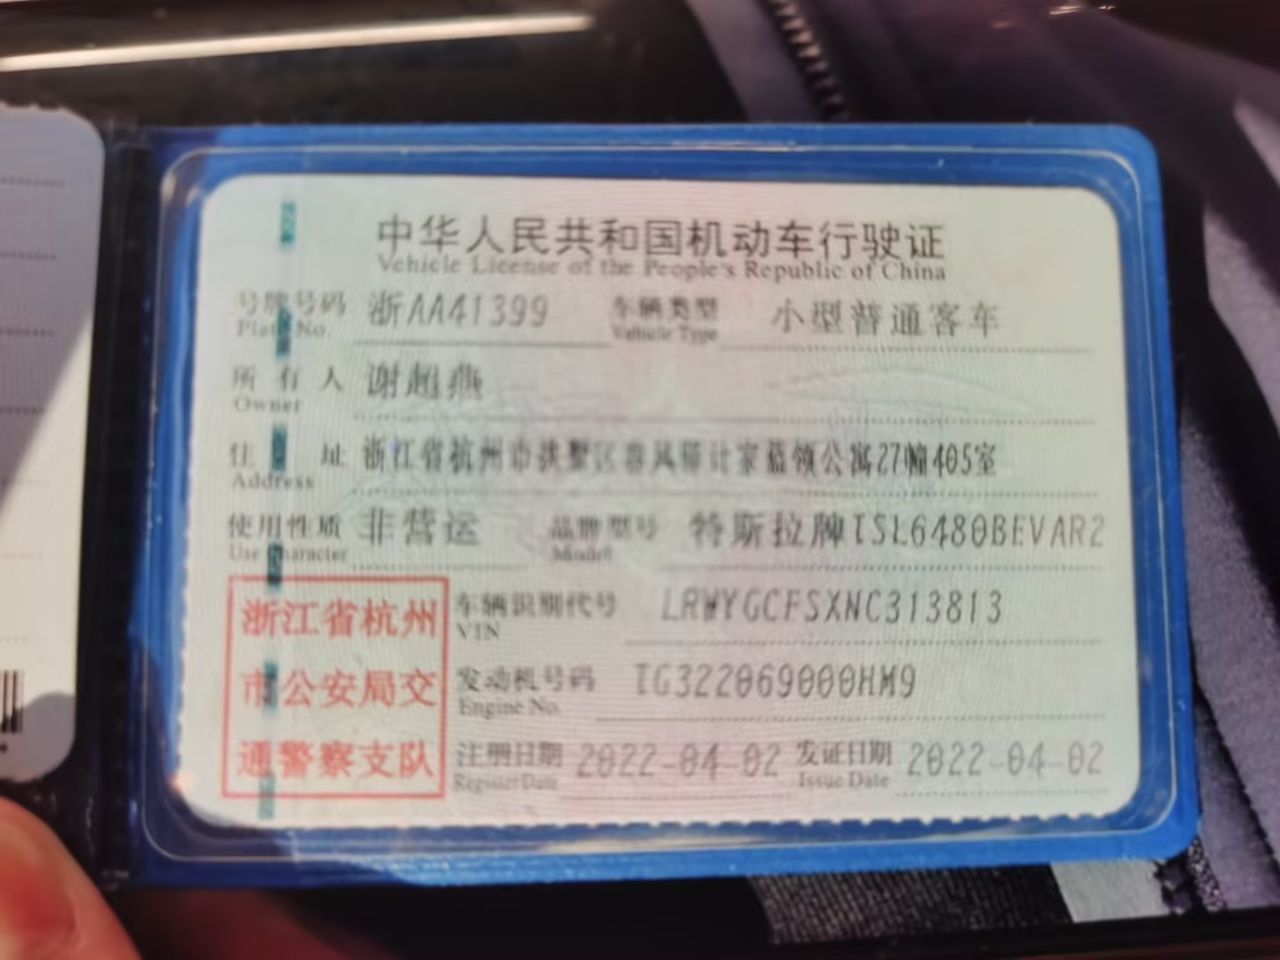 中华人民共和国机动车行驶证
Vehicle License of the People's Republic of China
号牌号码 浙AA41399 车辆类型 小型普通客车
Plate No. Vehicle Type
所有人 谢超燕
Owner
住址 浙江省杭州市 区春风 计家蓝领公寓27幢405室
Address
使用性质 非营运 品牌型号 特斯拉牌TSL6480BEVAR2
Use Character Model
浙江省杭州 车辆识别代号 LRWYGCFSXNC313813
VIN
市公安局交 发动机号码 TG322069000HM9
Engine No.
通警察支队 注册日期 2022-04-02 发证日期 2022-04-02
Register Date Issue Date